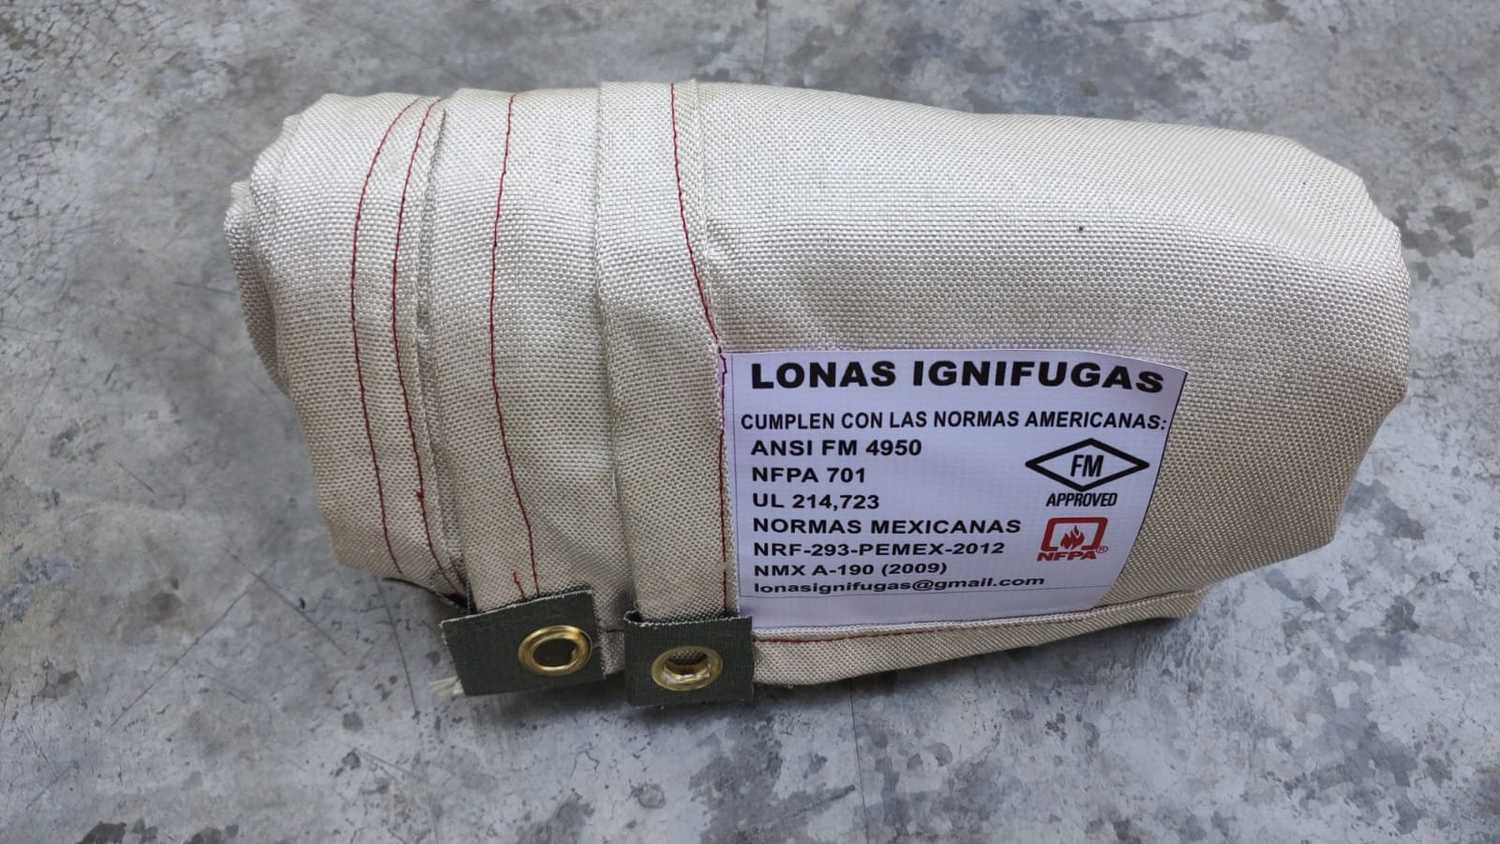 LONAS IGNIFUGAS
CUMPLEN CON LAS NORMAS AMERICANAS:
ANSI FM 4950
NFPA 701
UL 214,723
NORMAS MEXICANAS
NRF-293-PEMEX-2012
NMX A-190 (2009)
lonasignifugas@gmail.com
FM
APPROVED
NFPA®